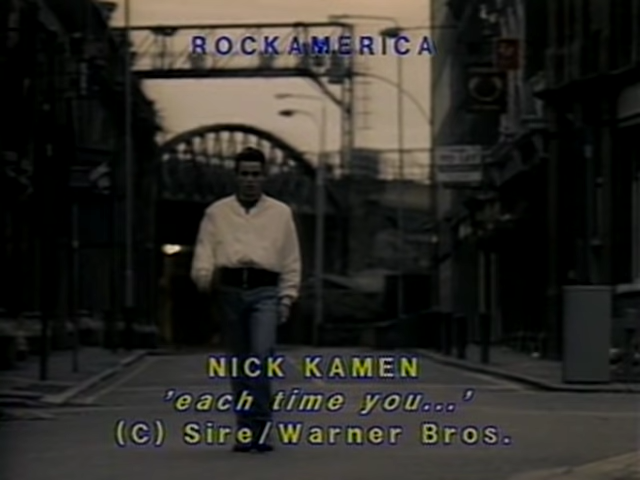 ROCKAMERICA
NICK KAMEN
'each time you...'
(C) Sire/Warner Bros.